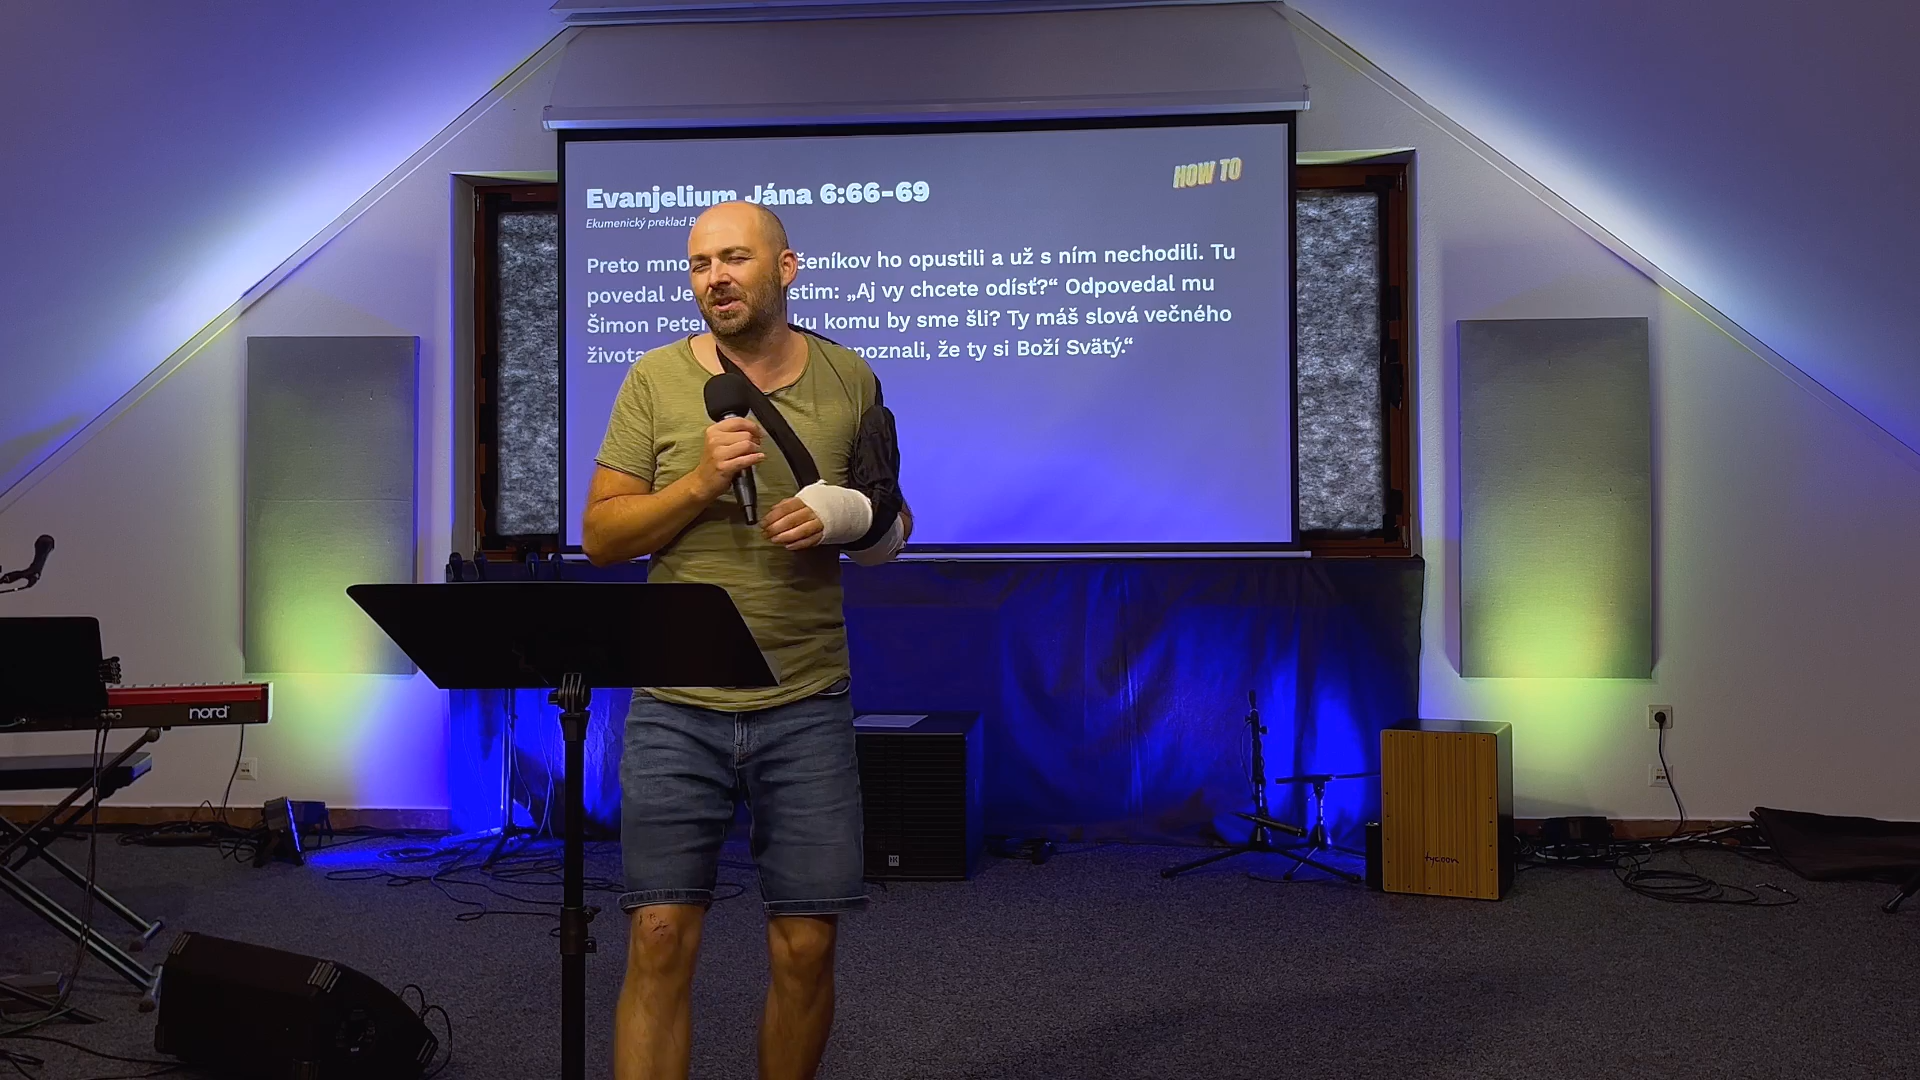 HOW TO
Evanjelium Jána 6:66-69
Ekumenický preklad
Preto čeníkov ho opustili a už s ním nechodili. Tu
povedal stim: „Aj vy chcete odísť?“ Odpovedal mu
Šimon Peter ku komu by sme šli? Ty máš slová večného
života poznali, že ty si Boží Svätý.“
nord
tycoon
HK